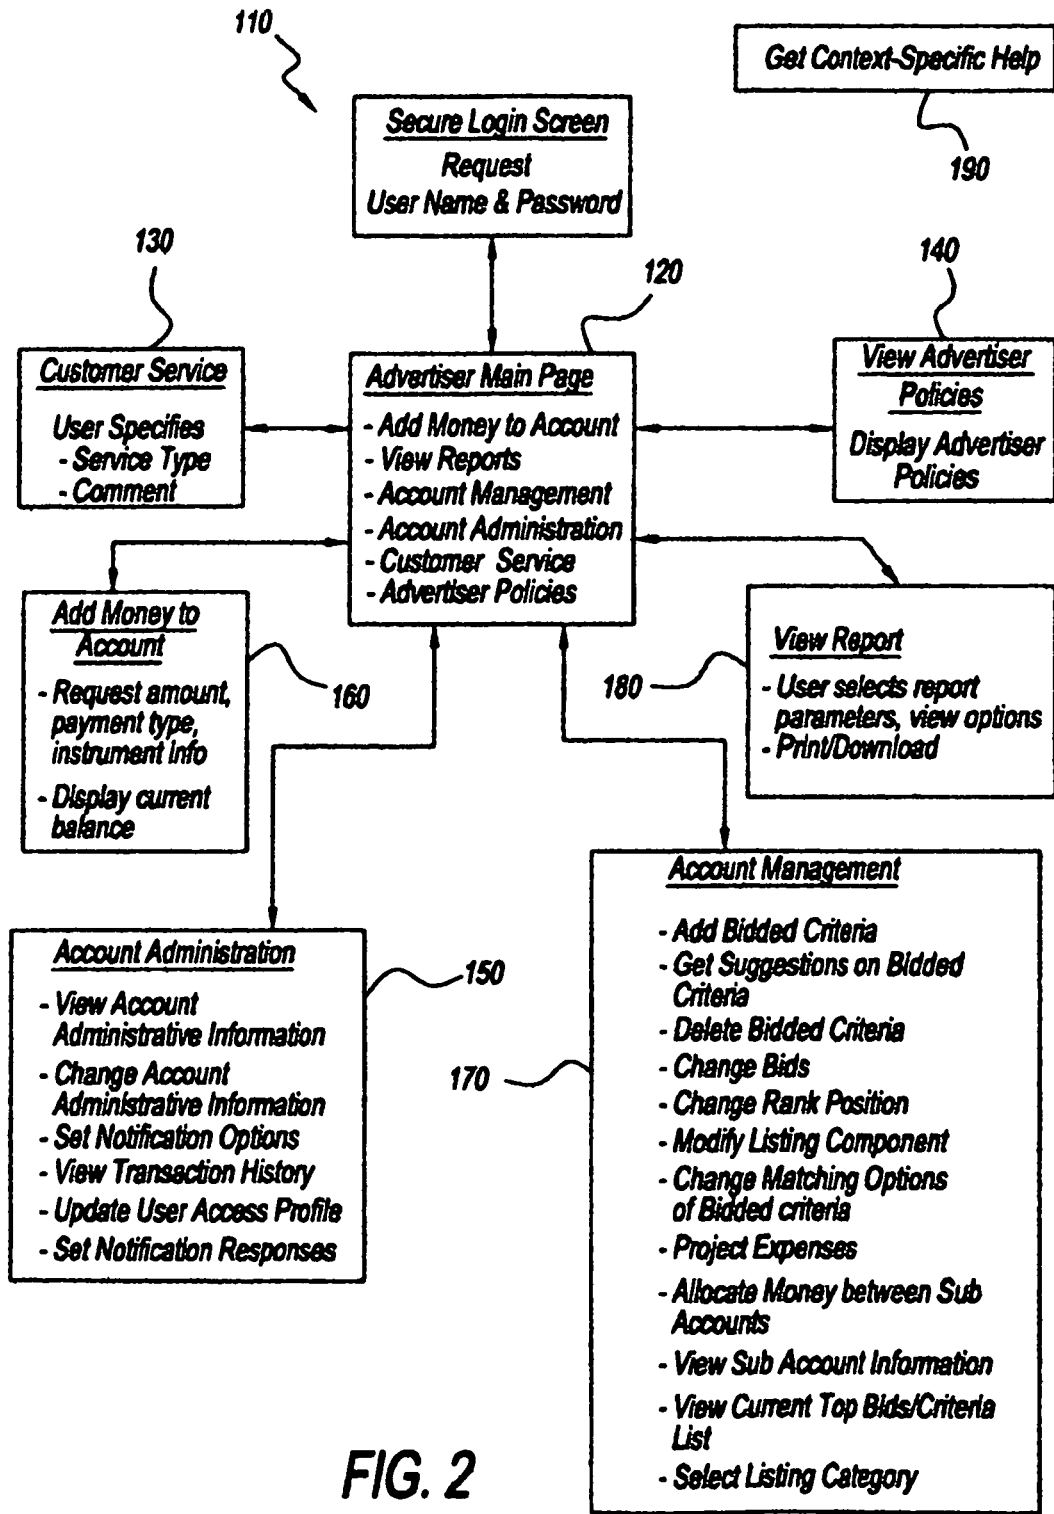 110
Get Context-Specific Help
190
Secure Login Screen
Request
User Name & Password
130
120
140
Customer Service
User Specifies
- Service Type
- Comment
Advertiser Main Page
- Add Money to Account
- View Reports
- Account Management
- Account Administration
- Customer Service
- Advertiser Policies
View Advertiser
Policies
Display Advertiser
Policies
Add Money to
Account
- Request amount,
payment type,
instrument info
- Display current
balance
160
180
View Report
- User selects report
parameters, view options
- Print/Download
Account Administration
- View Account
Administrative Information
- Change Account
Administrative Information
- Set Notification Options
- View Transaction History
- Update User Access Profile
- Set Notification Responses
150
170
Account Management
- Add Bidded Criteria
- Get Suggestions on Bidded
Criteria
- Delete Bidded Criteria
- Change Bids
- Change Rank Position
- Modify Listing Component
- Change Matching Options
of Bidded criteria
- Project Expenses
- Allocate Money between Sub
Accounts
- View Sub Account Information
- View Current Top Bids/Criteria
List
- Select Listing Category
FIG. 2